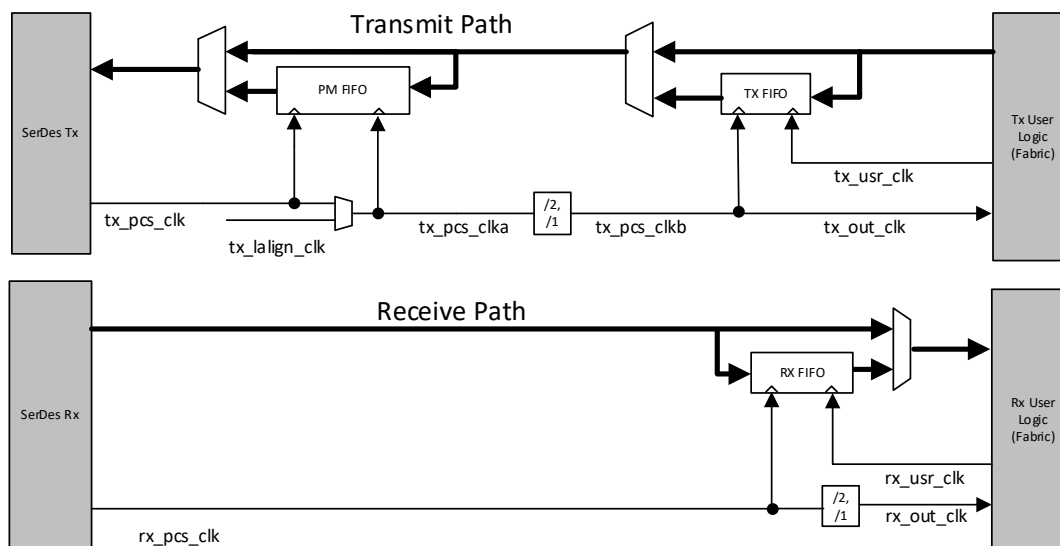 Transmit Path
PM FIFO
TX FIFO
SerDes Tx
Tx User
Logic
(Fabric)
tx_usr_clk
tx_pcs_clk
tx_lalign_clk
tx_pcs_clka
/2,
/1
tx_pcs_clkb
tx_out_clk
Receive Path
RX FIFO
SerDes Rx
Rx User
Logic
(Fabric)
rx_usr_clk
rx_pcs_clk
/2,
/1
rx_out_clk